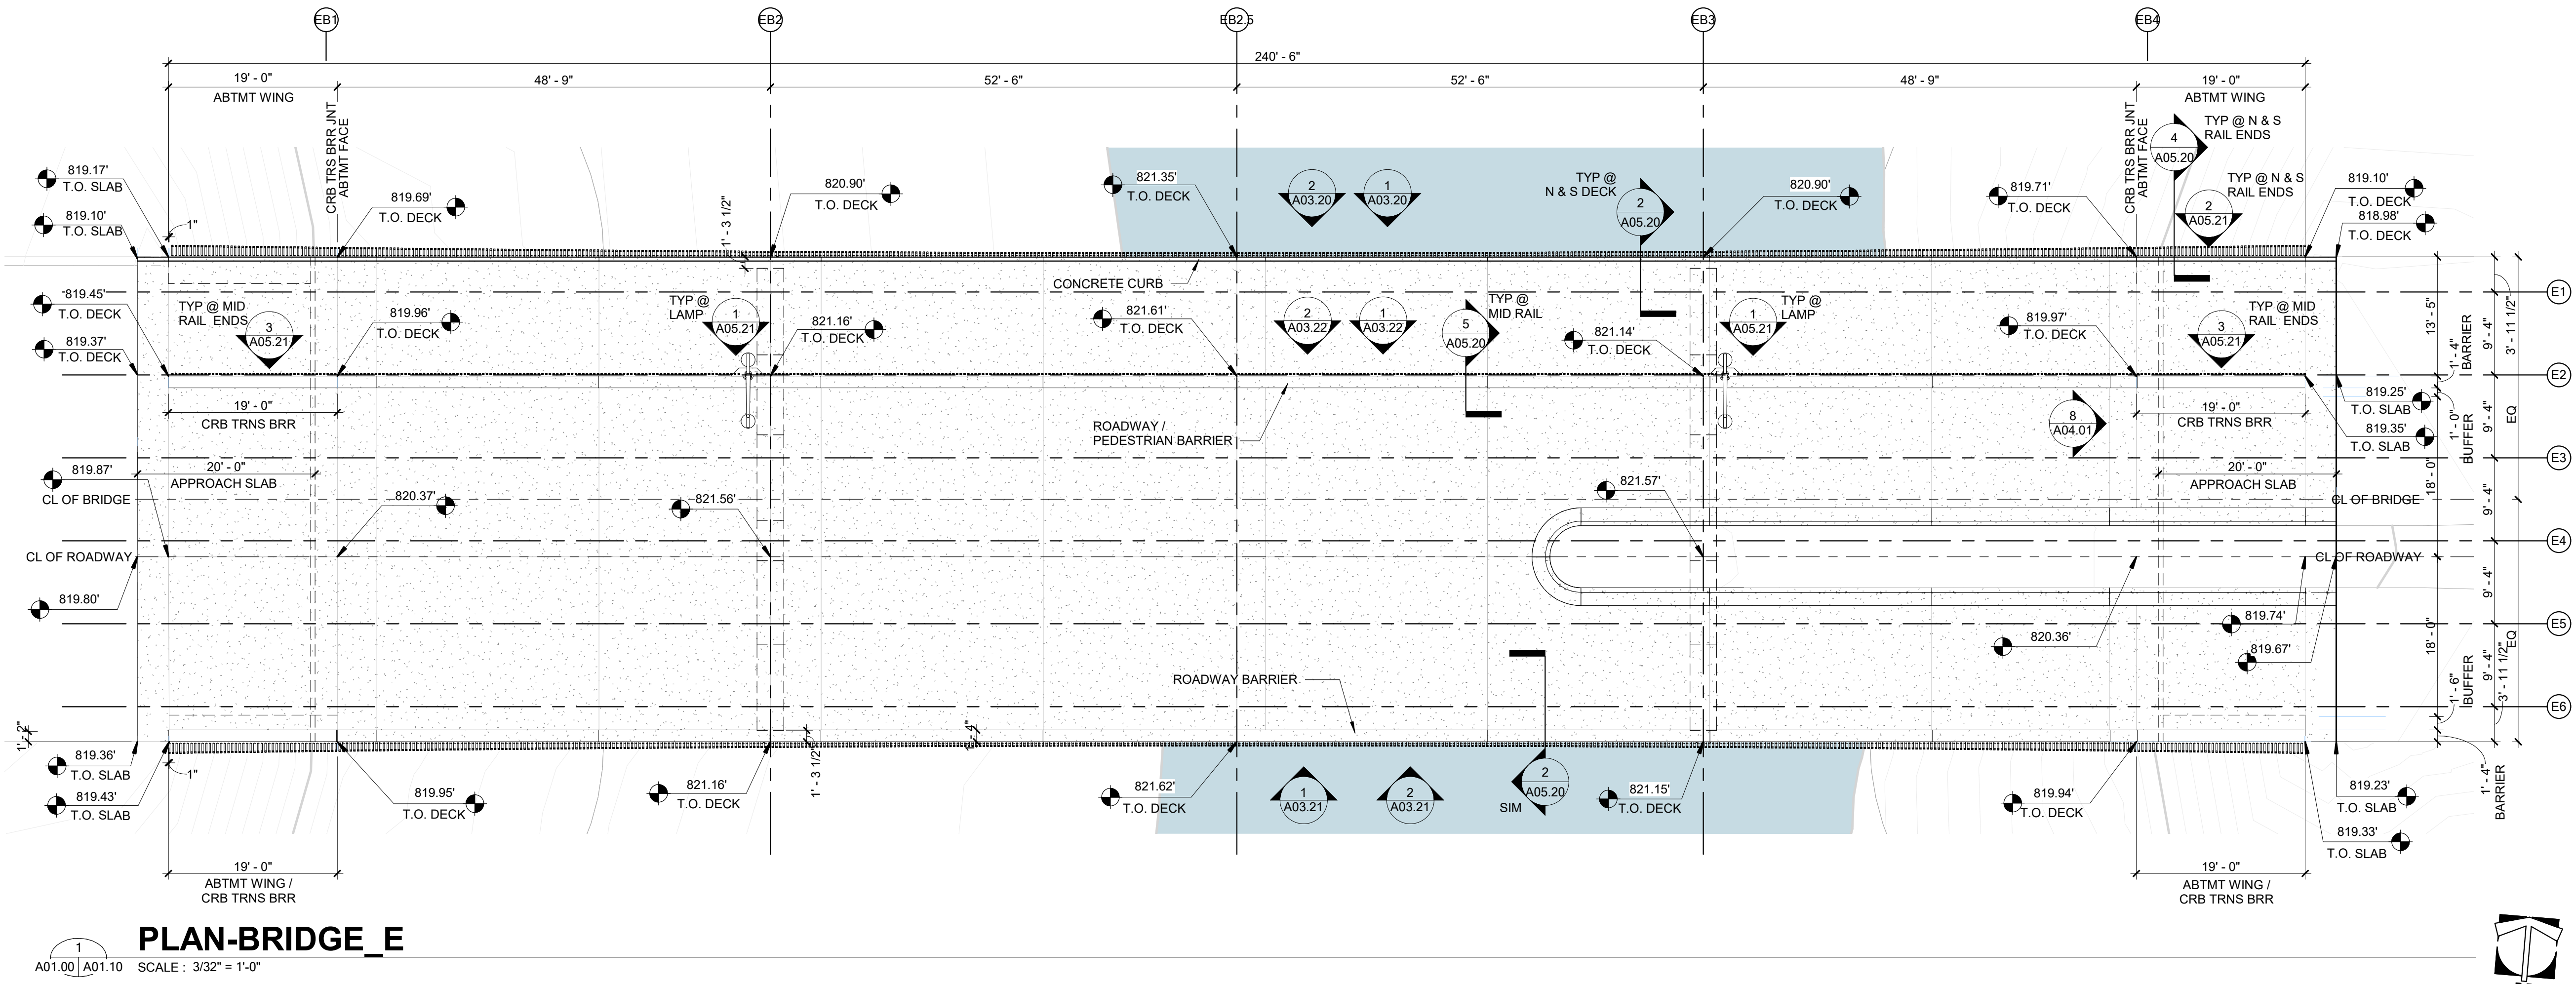 EB1
EB2
EB2.5
EB3
EB4
240' - 6"
19' - 0"
ABTMT WING
48' - 9"
52' - 6"
52' - 6"
48' - 9"
19' - 0"
ABTMT WING
CRB TRNS BRR JNT
ABTMT FACE
CRB TRS BRR JNT
ABTMT FACE
4
A05.20
TYP @ N & S
RAIL ENDS
819.17'
T.O. SLAB
819.10'
T.O. SLAB
1"
819.69'
T.O. DECK
1' - 3 1/2"
820.90'
T.O. DECK
821.35'
T.O. DECK
2
A03.20
1
A03.20
TYP @
N & S DECK
2
A05.20
820.90'
T.O. DECK
819.71'
T.O. DECK
TYP @ N & S
RAIL ENDS
2
A05.21
819.10'
T.O. DECK
818.98'
T.O. DECK
CONCRETE CURB
E1
819.45'
T.O. DECK
TYP @ MID
RAIL ENDS
3
A05.21
819.96'
T.O. DECK
TYP @
LAMP
1
A05.21
821.16'
T.O. DECK
821.61'
T.O. DECK
2
A03.22
1
A03.22
5
A05.20
TYP @
MID RAIL
821.14'
T.O. DECK
1
A05.21
TYP @
LAMP
819.97'
T.O. DECK
3
A05.21
TYP @ MID
RAIL ENDS
13' - 5"
9' - 4"
3' - 11 1/2"
1' - 4"
BARRIER
819.37'
T.O. DECK
E2
19' - 0"
CRB TRNS BRR
ROADWAY /
PEDESTRIAN BARRIER
8
A04.01
19' - 0"
CRB TRNS BRR
819.25'
T.O. SLAB
819.35'
T.O. SLAB
1' - 0"
BUFFER
9' - 4"
EQ
E3
819.87'
20' - 0"
APPROACH SLAB
CL OF BRIDGE
820.37'
821.56'
821.57'
20' - 0"
APPROACH SLAB
CL OF BRIDGE
18' - 0"
9' - 4"
E4
CL OF ROADWAY
CL OF ROADWAY
819.80'
9' - 4"
819.74'
E5
820.36'
819.67'
18' - 0"
EQ
ROADWAY BARRIER
1' - 6"
BUFFER
9' - 4"
3' - 11 1/2"
E6
1' - 2"
1' - 4"
819.36'
T.O. SLAB
1"
819.43'
T.O. SLAB
819.95'
T.O. DECK
821.16'
T.O. DECK
1' - 3 1/2"
821.62'
T.O. DECK
1
A03.21
2
A03.21
SIM
2
A05.20
821.15'
T.O. DECK
819.94'
T.O. DECK
819.23'
T.O. SLAB
819.33'
T.O. SLAB
1' - 4"
BARRIER
19' - 0"
ABTMT WING /
CRB TRNS BRR
19' - 0"
ABTMT WING /
CRB TRNS BRR
1
A01.00 A01.10
PLAN-BRIDGE_E
SCALE : 3/32" = 1'-0"